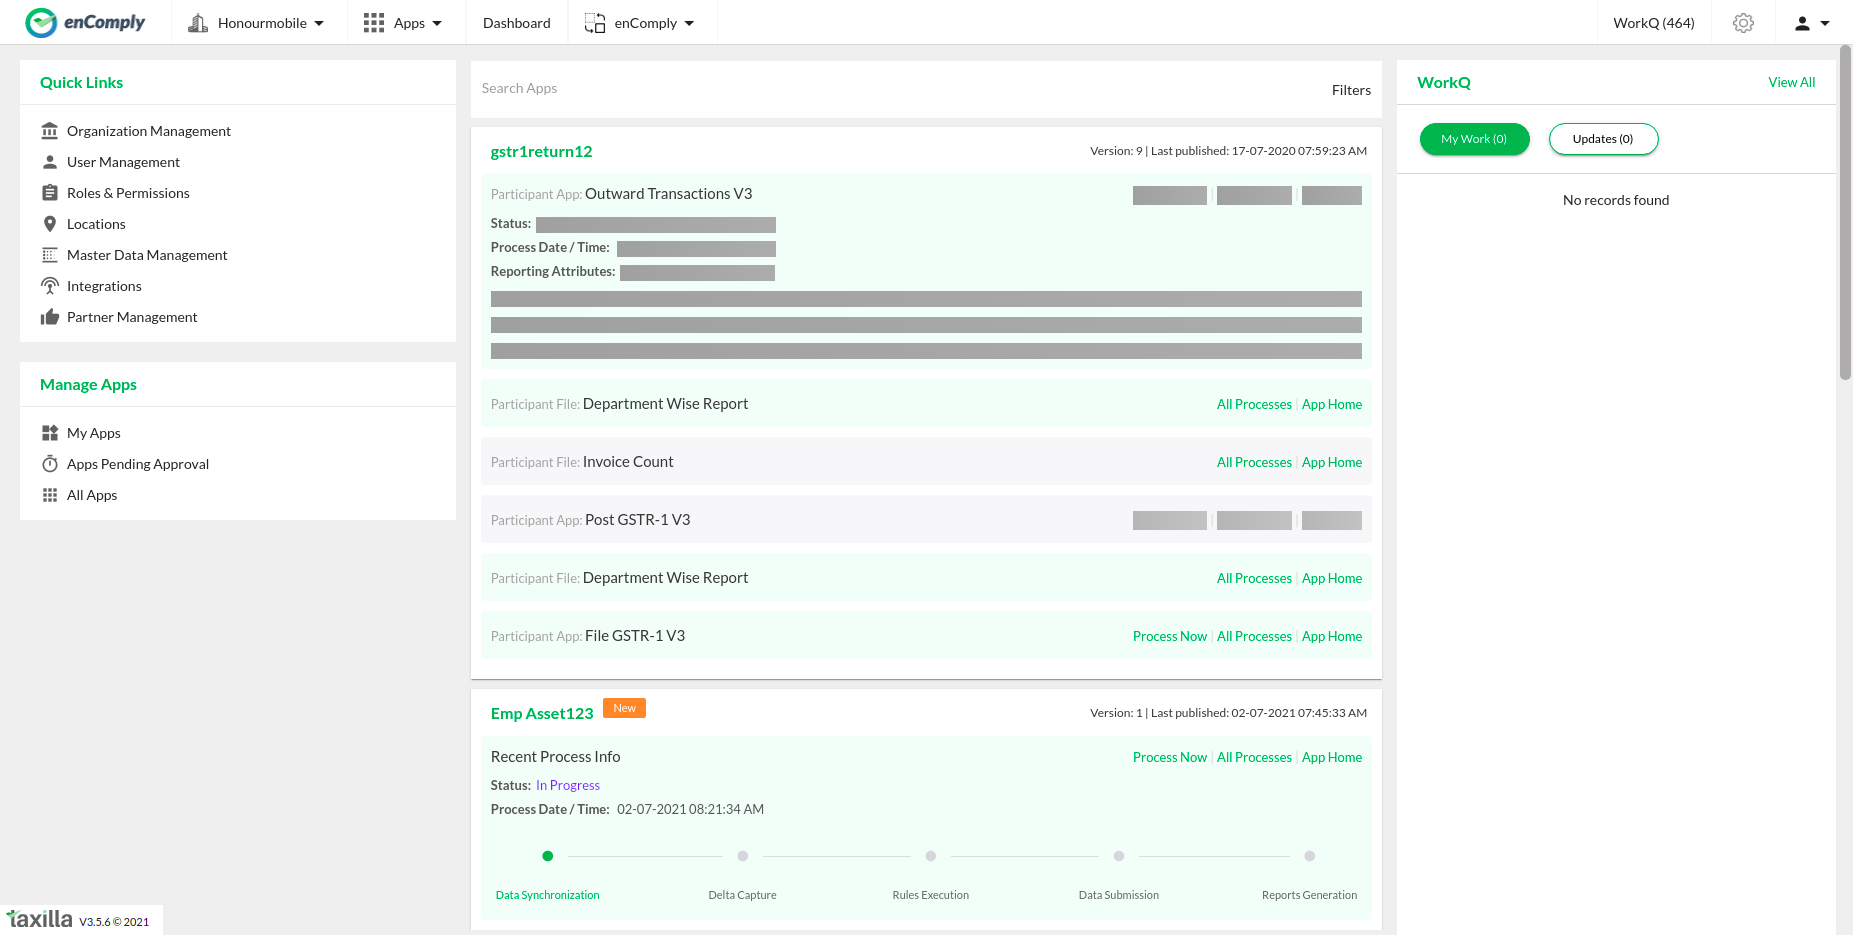 enComply
Honourmobile
Apps
Dashboard
enComply
WorkQ (464)
Quick Links
Organization Management
User Management
Roles & Permissions
Locations
Master Data Management
Integrations
Partner Management
Manage Apps
My Apps
Apps Pending Approval
All Apps
Search Apps
Filters
gstr1return12
Version: 9 | Last published: 17-07-2020 07:59:23 AM
Participant App: Outward Transactions V3
Status:
Process Date / Time:
Reporting Attributes:
Participant File: Department Wise Report
All Processes | App Home
Participant File: Invoice Count
All Processes | App Home
Participant App: Post GSTR-1 V3
Participant File: Department Wise Report
All Processes | App Home
Participant App: File GSTR-1 V3
Process Now | All Processes | App Home
Emp Asset123
New
Version: 1 | Last published: 02-07-2021 07:45:33 AM
Recent Process Info
Process Now | All Processes | App Home
Status: In Progress
Process Date / Time: 02-07-2021 08:21:34 AM
Data Synchronization
Delta Capture
Rules Execution
Data Submission
Reports Generation
WorkQ
View All
My Work (0)
Updates (0)
No records found
taxilla V3.5.6 © 2021